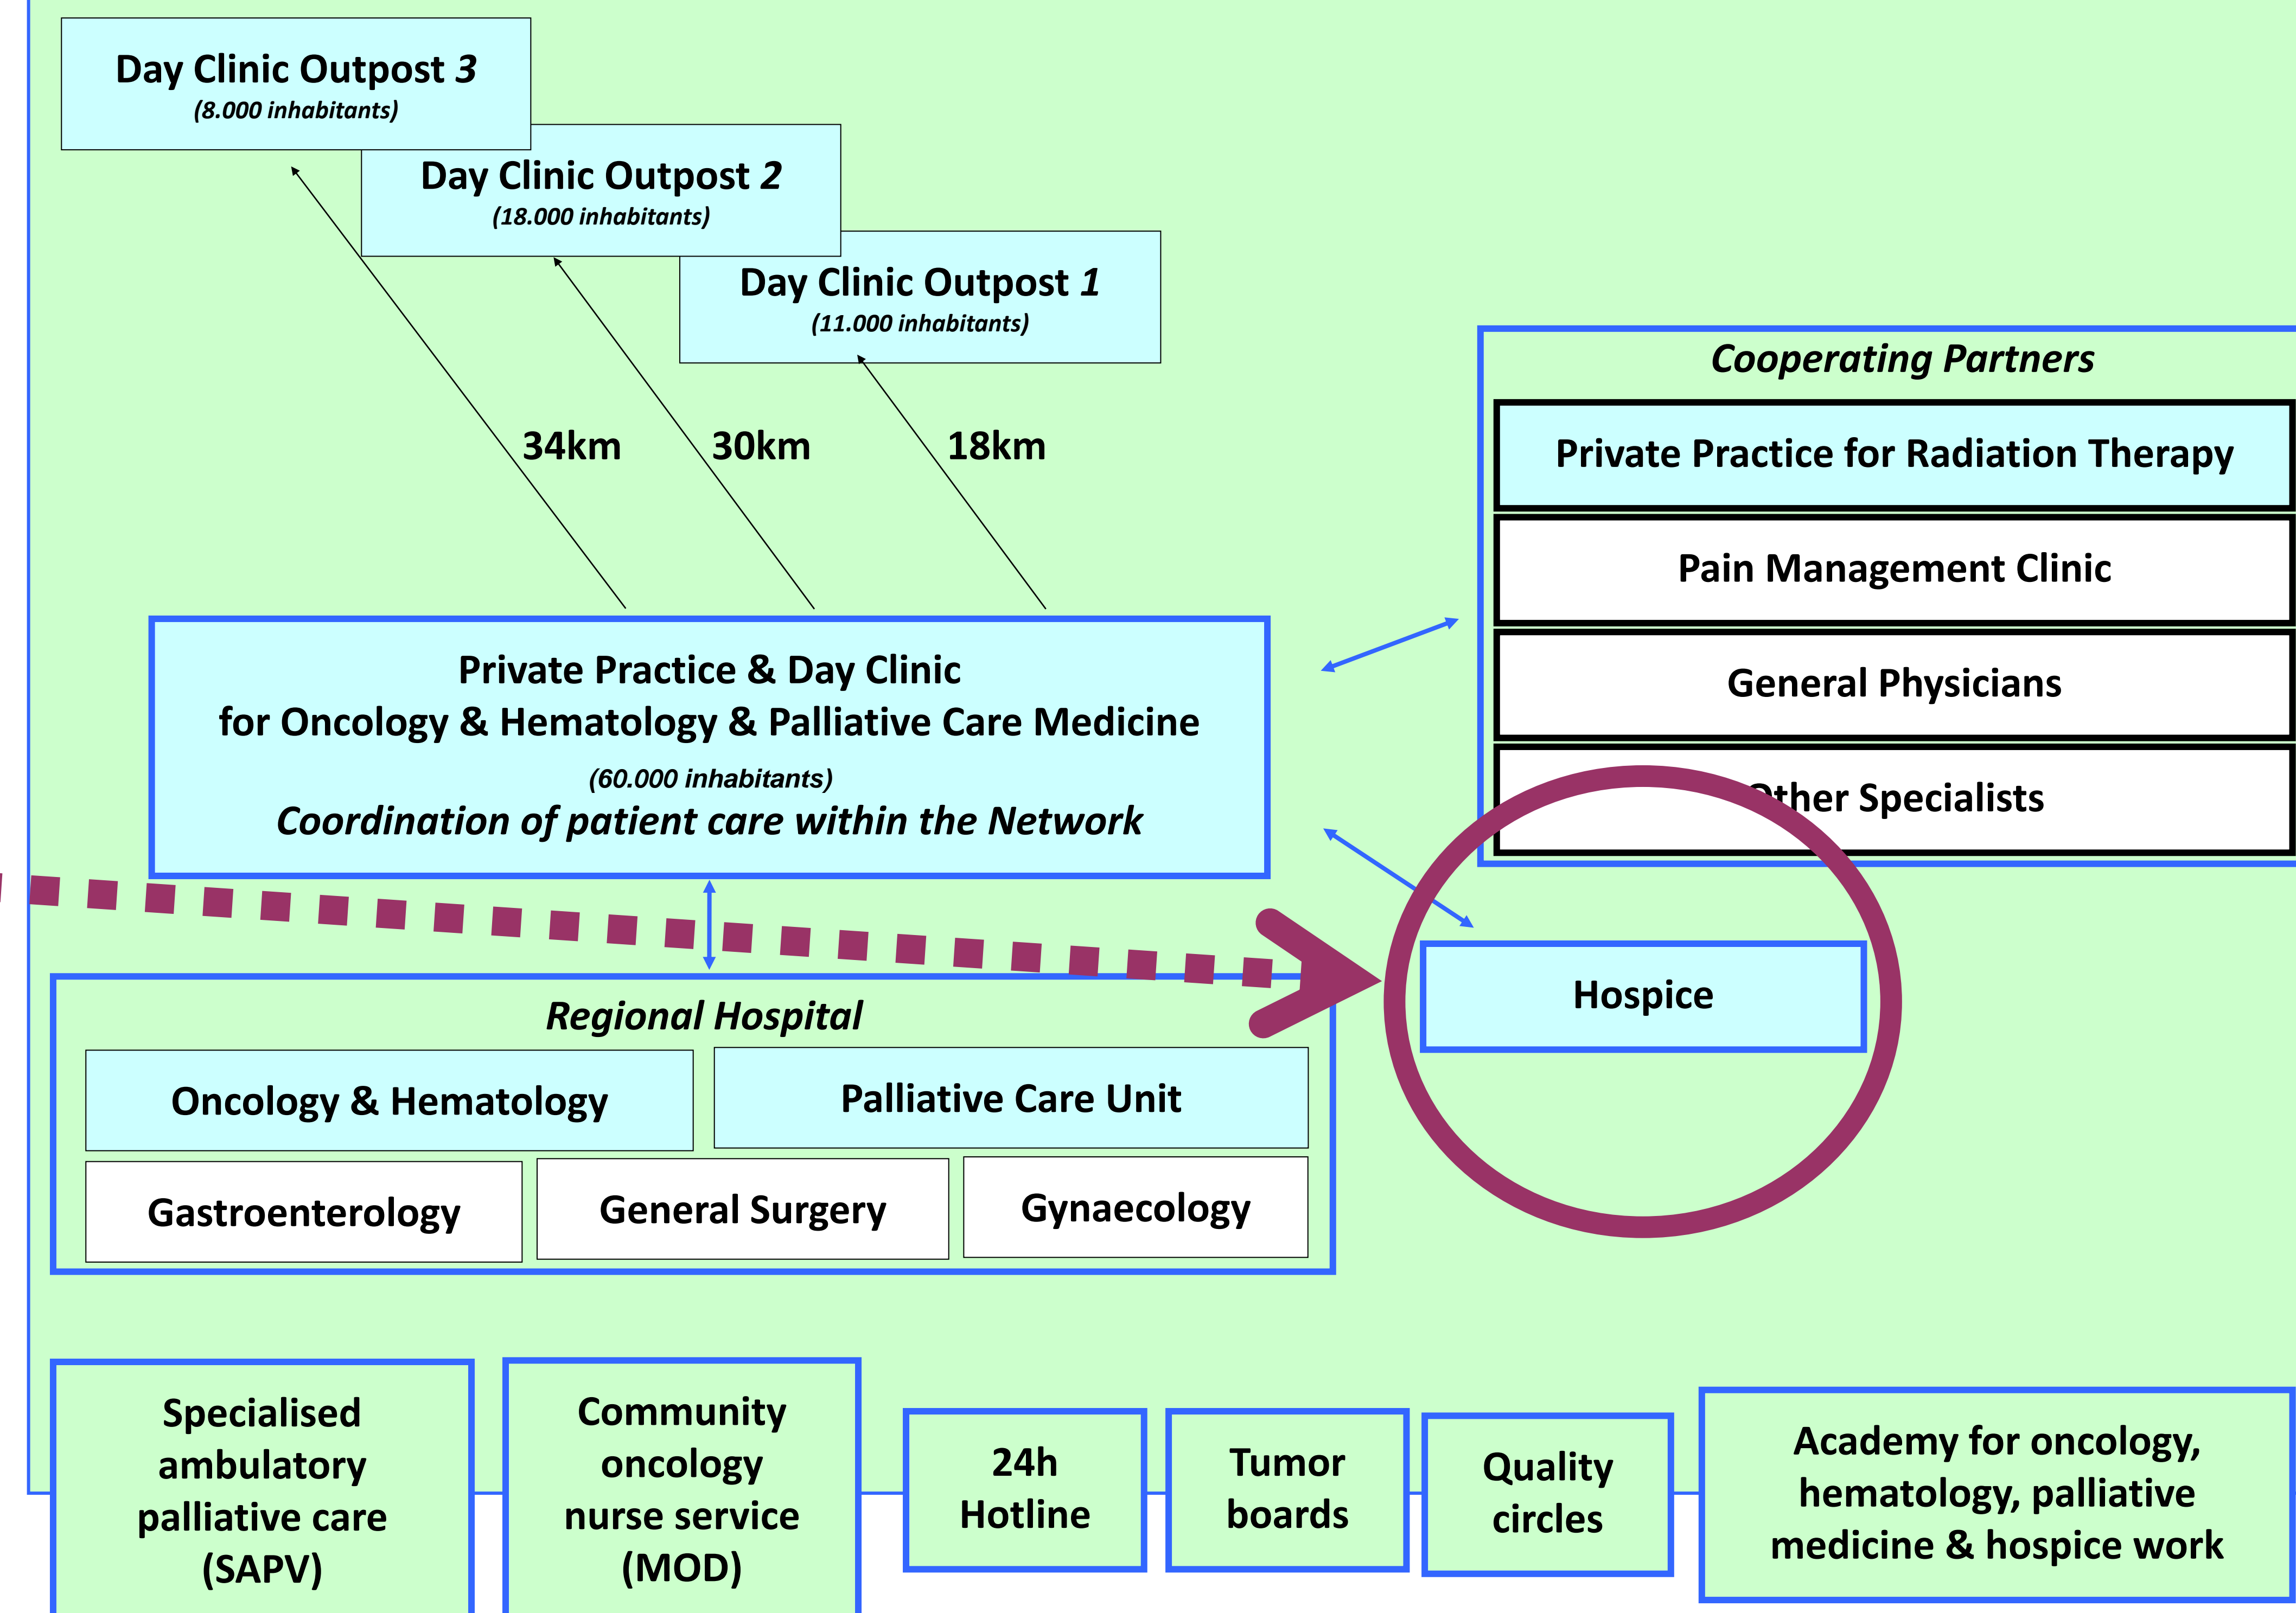 Day Clinic Outpost 3
(8.000 inhabitants)
Day Clinic Outpost 2
(18.000 inhabitants)
Day Clinic Outpost 1
(11.000 inhabitants)
34km
30km
18km
Cooperating Partners
Private Practice for Radiation Therapy
Pain Management Clinic
General Physicians
Other Specialists
Private Practice & Day Clinic
for Oncology & Hematology & Palliative Care Medicine
(60.000 inhabitants)
Coordination of patient care within the Network
Hospice
Regional Hospital
Oncology & Hematology
Palliative Care Unit
Gastroenterology
General Surgery
Gynaecology
Specialised
ambulatory
palliative care
(SAPV)
Community
oncology
nurse service
(MOD)
24h
Hotline
Tumor
boards
Quality
circles
Academy for oncology,
hematology, palliative
medicine & hospice work